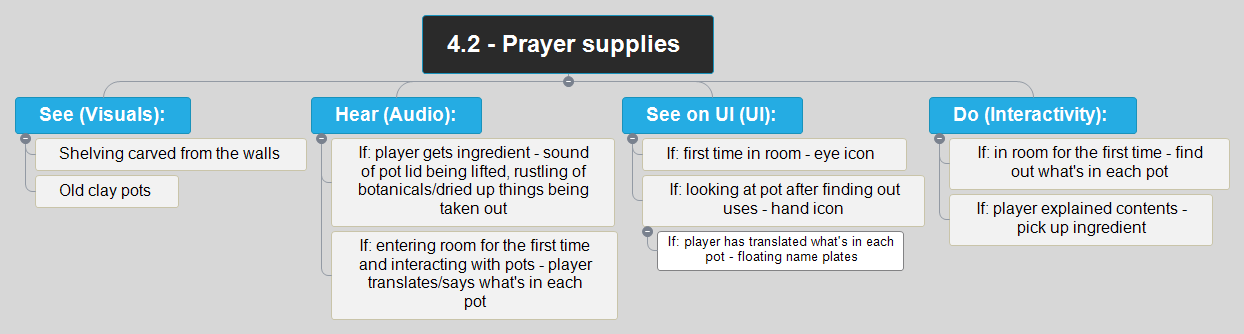 4.2 - Prayer supplies
See (Visuals):
Shelving carved from the walls
Old clay pots
Hear (Audio):
If: player gets ingredient - sound
of pot lid being lifted, rustling of
botanicals/dried up things being
taken out
If: entering room for the first time
and interacting with pots - player
translates/says what's in each
pot
See on UI (UI):
If: first time in room - eye icon
If: looking at pot after finding out
uses - hand icon
If: player has translated what's in each
pot - floating name plates
Do (Interactivity):
If: in room for the first time - find
out what's in each pot
If: player explained contents -
pick up ingredient